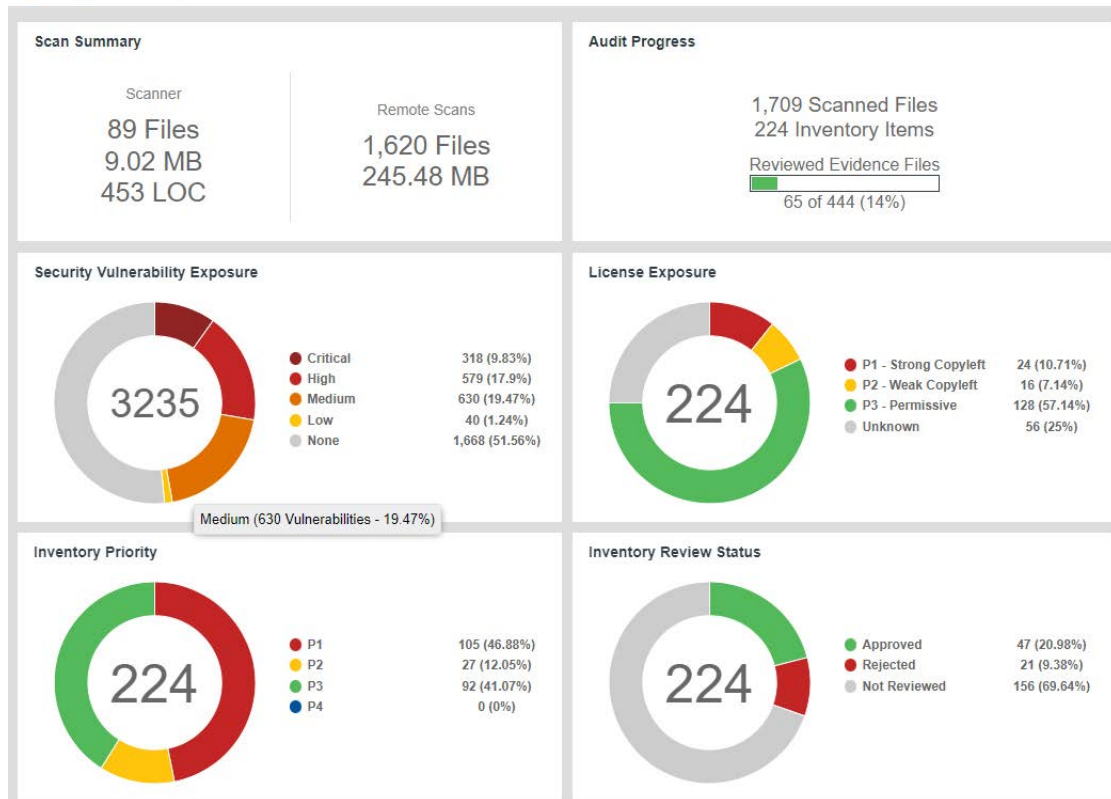 Scan Summary
Scanner
89 Files
9.02 MB
453 LOC
Remote Scans
1,620 Files
245.48 MB
Audit Progress
1,709 Scanned Files
224 Inventory Items
Reviewed Evidence Files
65 of 444 (14%)
Security Vulnerability Exposure
3235
Critical 318 (9.83%)
High 579 (17.9%)
Medium 630 (19.47%)
Low 40 (1.24%)
None 1,668 (51.56%)
Medium (630 Vulnerabilities - 19.47%)
License Exposure
224
P1 - Strong Copyleft 24 (10.71%)
P2 - Weak Copyleft 16 (7.14%)
P3 - Permissive 128 (57.14%)
Unknown 56 (25%)
Inventory Priority
224
P1 105 (46.88%)
P2 27 (12.05%)
P3 92 (41.07%)
P4 0 (0%)
Inventory Review Status
224
Approved 47 (20.98%)
Rejected 21 (9.38%)
Not Reviewed 156 (69.64%)